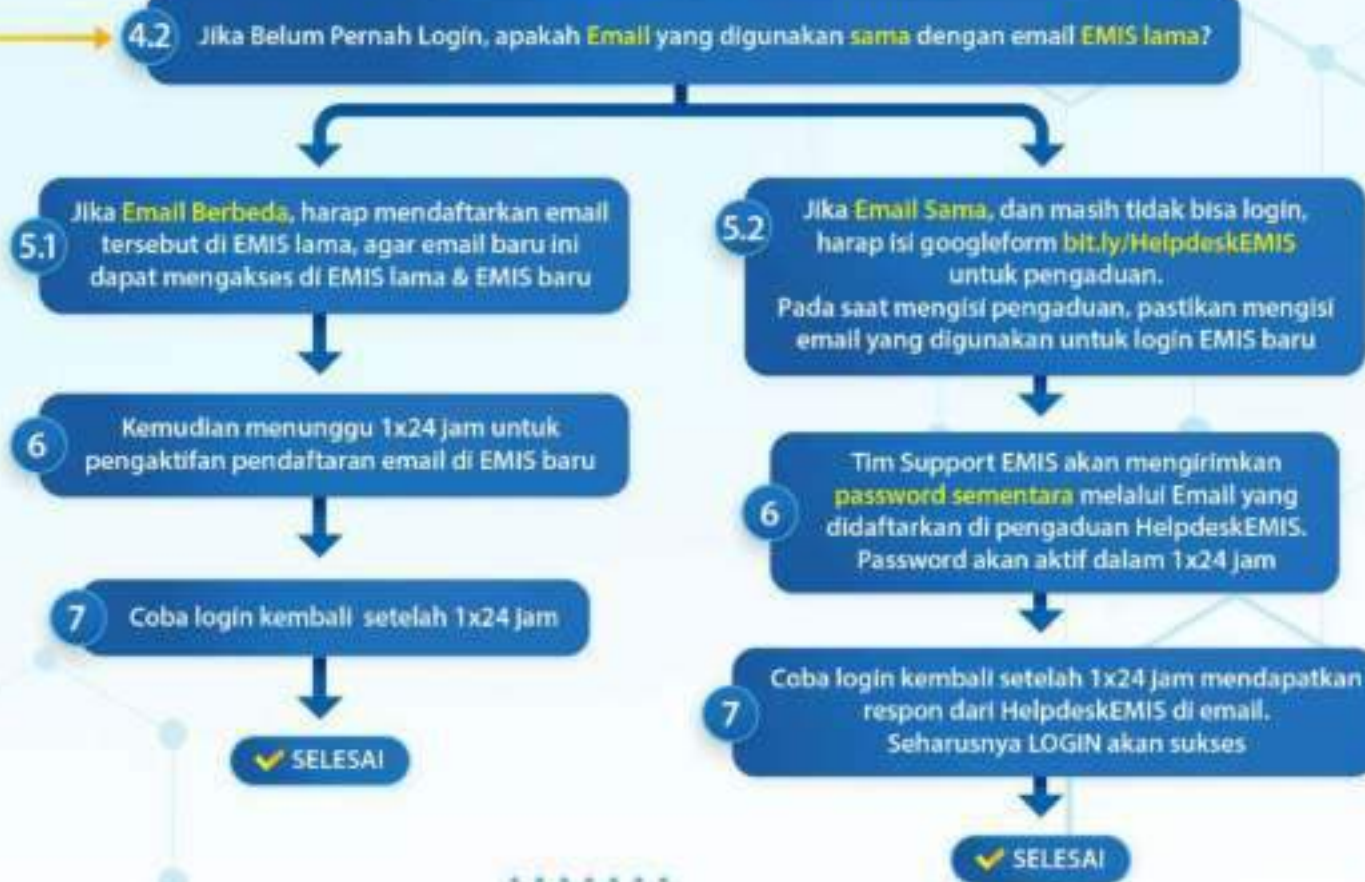 4.2
Jika Belum Pernah Login, apakah Email yang digunakan sama dengan email EMIS lama?
5.1
Jika Email Berbeda, harap mendaftarkan email
tersebut di EMIS lama, agar email baru ini
dapat mengakses di EMIS lama & EMIS baru
6
Kemudian menunggu 1x24 jam untuk
pengaktifan pendaftaran email di EMIS baru
7
Coba login kembali setelah 1x24 jam
SELESAI
5.2
Jika Email Sama, dan masih tidak bisa login,
harap isi googleform bit.ly/HelpdeskEMIS
untuk pengaduan.
Pada saat mengisi pengaduan, pastikan mengisi
email yang digunakan untuk login EMIS baru
6
Tim Support EMIS akan mengirimkan
password sementara melalui Email yang
didaftarkan di pengaduan HelpdeskEMIS.
Password akan aktif dalam 1x24 jam
7
Coba login kembali setelah 1x24 jam mendapatkan
respon dari HelpdeskEMIS di email.
Seharusnya LOGIN akan sukses
SELESAI